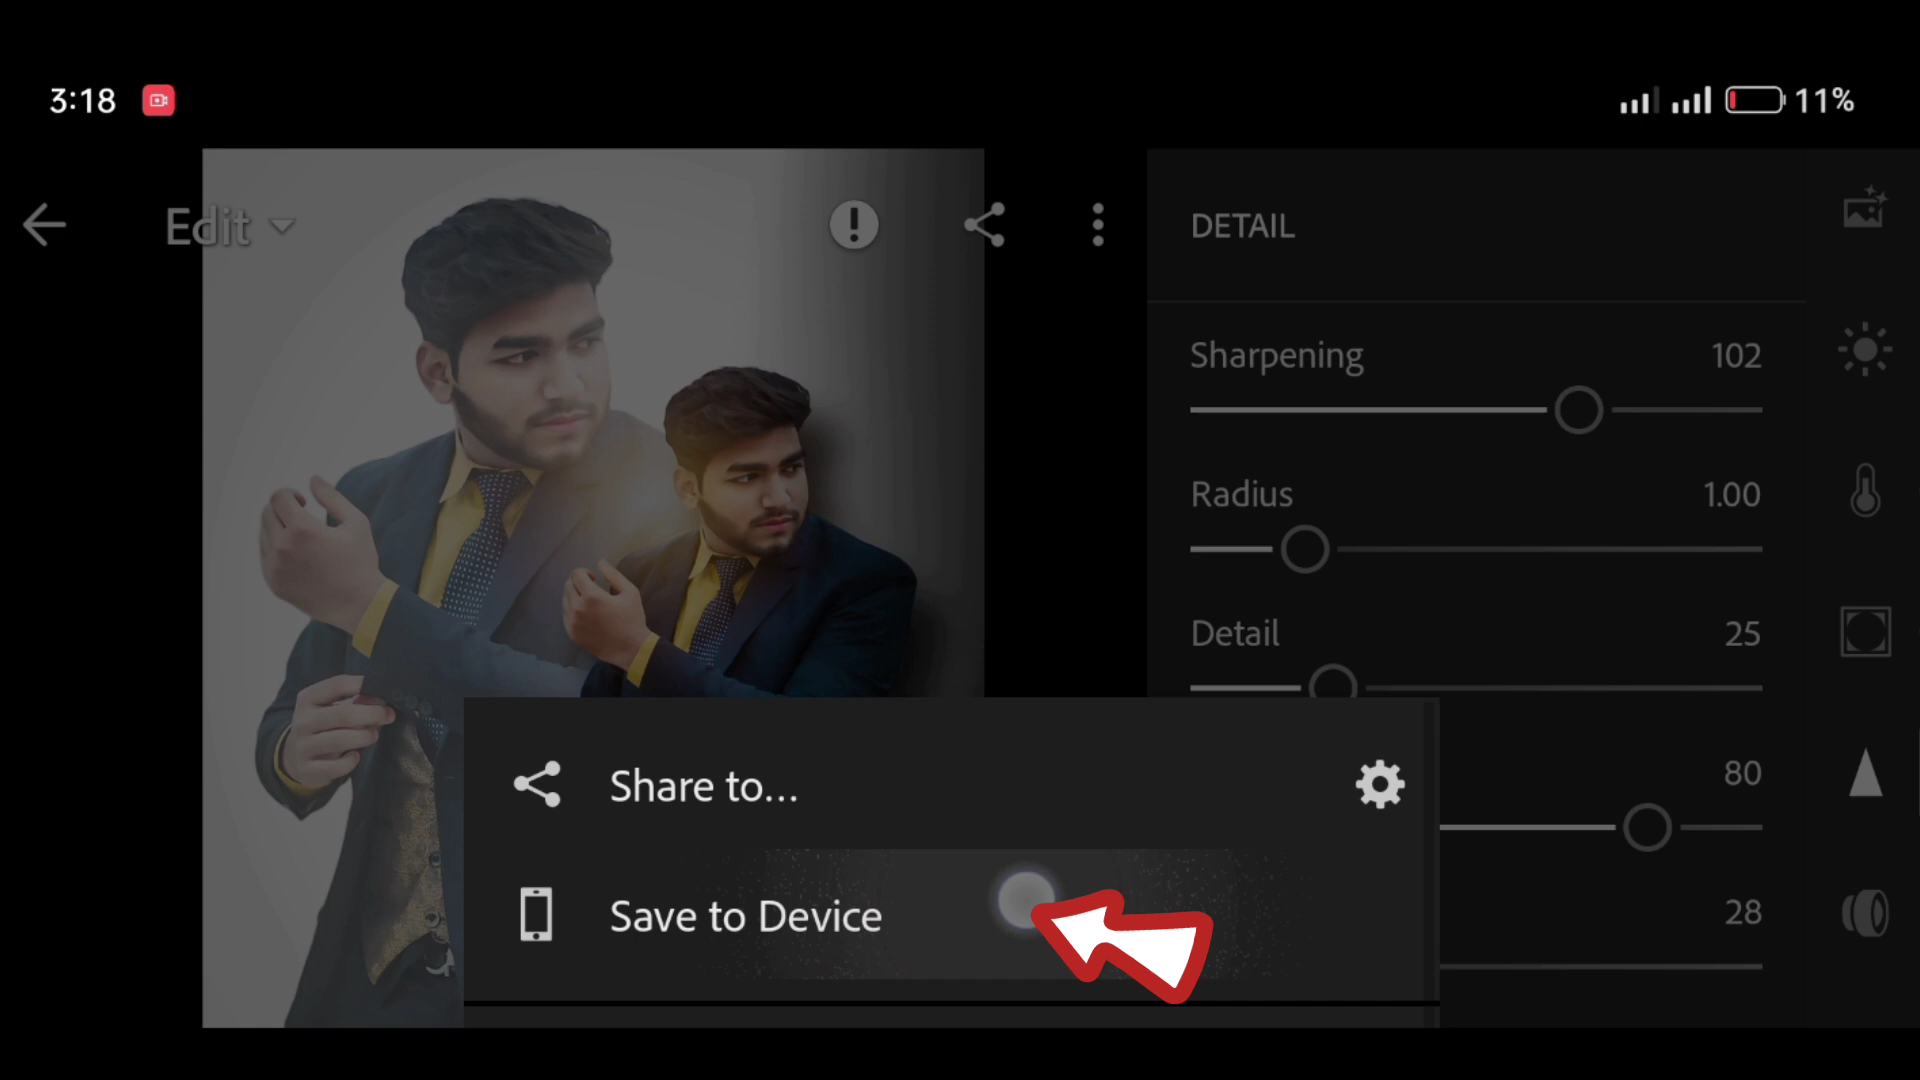 3:18
11%
Edit
DETAIL
Sharpening 102
Radius 1.00
Detail 25
80
28
Share to...
Save to Device